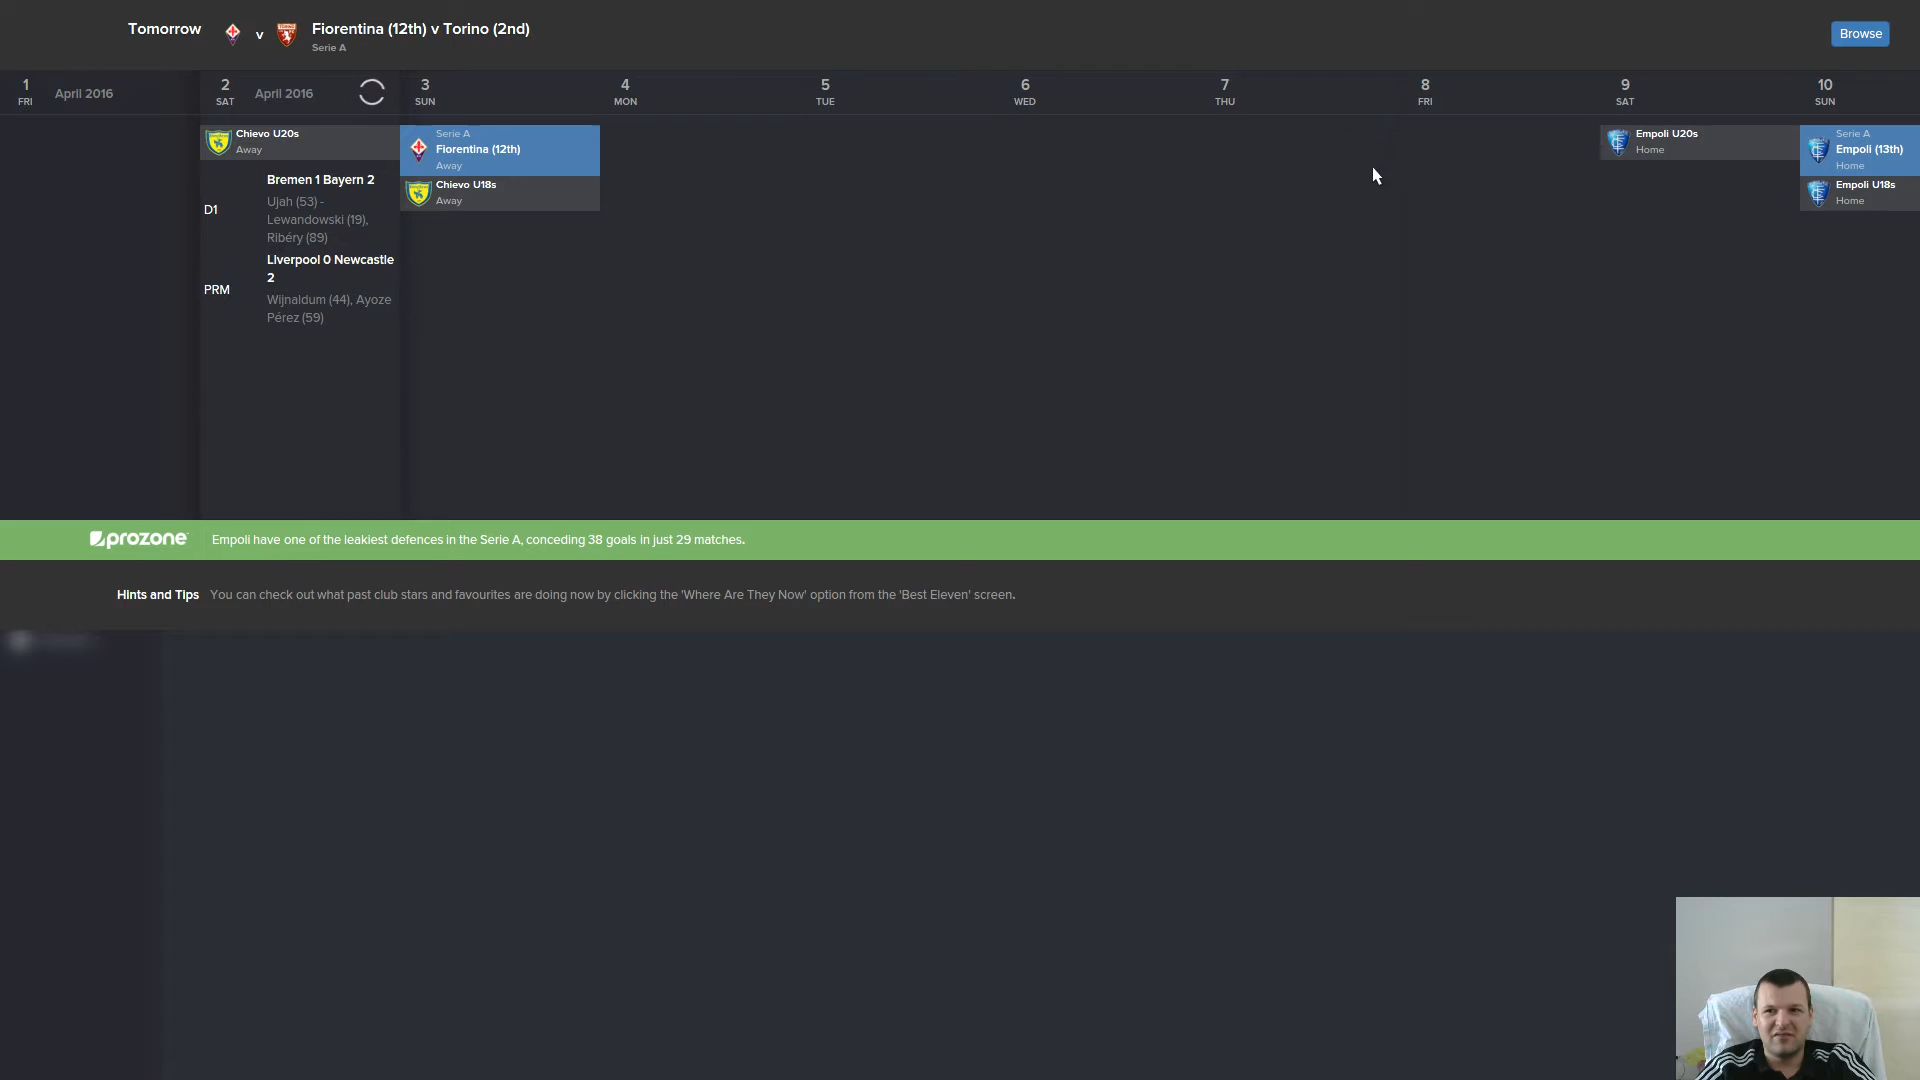 Tomorrow
v
Fiorentina (12th) v Torino (2nd)
Serie A
Browse
1
FRI
April 2016
2
SAT
April 2016
3
SUN
4
MON
5
TUE
6
WED
7
THU
8
FRI
9
SAT
10
SUN
Chievo U20s
Away
D1
Bremen 1 Bayern 2
Ujah (53) -
Lewandowski (19),
Ribéry (89)
PRM
Liverpool 0 Newcastle
2
Wijnaldum (44), Ayoze
Pérez (59)
Serie A
Fiorentina (12th)
Away
Chievo U18s
Away
Empoli U20s
Home
Serie A
Empoli (13th)
Home
Empoli U18s
Home
prozone
Empoli have one of the leakiest defences in the Serie A, conceding 38 goals in just 29 matches.
Hints and Tips
You can check out what past club stars and favourites are doing now by clicking the 'Where Are They Now' option from the 'Best Eleven' screen.